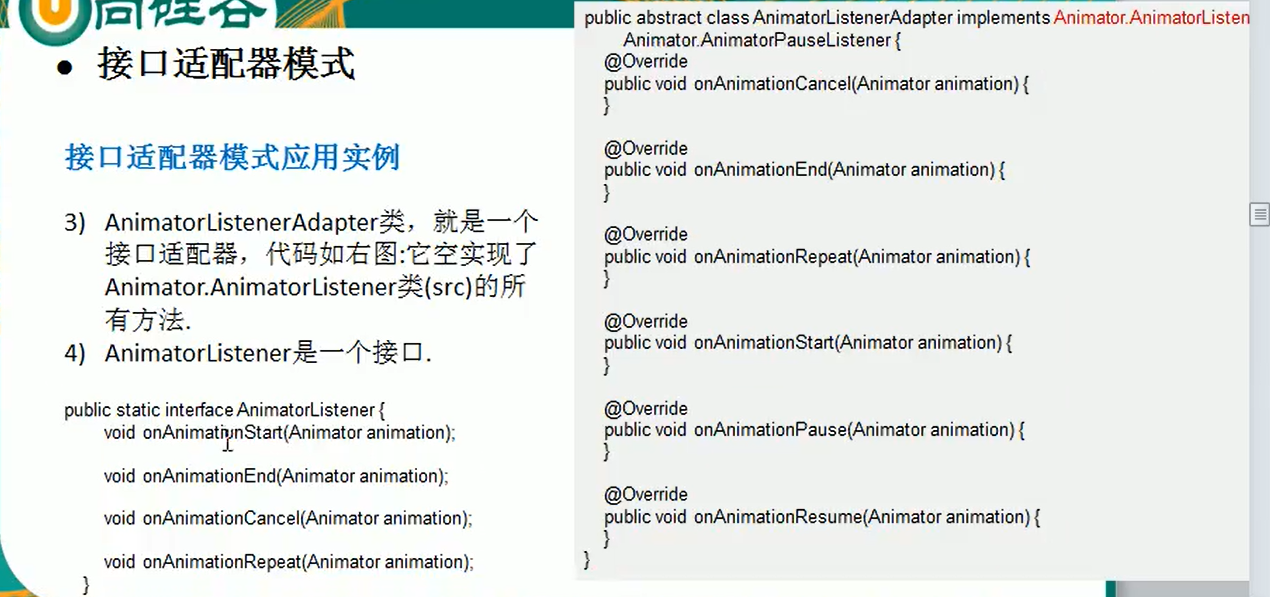 尚硅谷
● 接口适配器模式
接口适配器模式应用实例
3) AnimatorListenerAdapter类，就是一个
接口适配器，代码如右图:它空实现了
Animator.AnimatorListener类(src)的所
有方法.
4) AnimatorListener是一个接口.
public static interface AnimatorListener {
void onAnimationStart(Animator animation);
void onAnimationEnd(Animator animation);
void onAnimationCancel(Animator animation);
void onAnimationRepeat(Animator animation);
}
public abstract class AnimatorListenerAdapter implements Animator.AnimatorListen
Animator.AnimatorPauseListener {
@Override
public void onAnimationCancel(Animator animation) {
}
@Override
public void onAnimationEnd(Animator animation) {
}
@Override
public void onAnimationRepeat(Animator animation) {
}
@Override
public void onAnimationStart(Animator animation) {
}
@Override
public void onAnimationPause(Animator animation) {
}
@Override
public void onAnimationResume(Animator animation) {
}
}